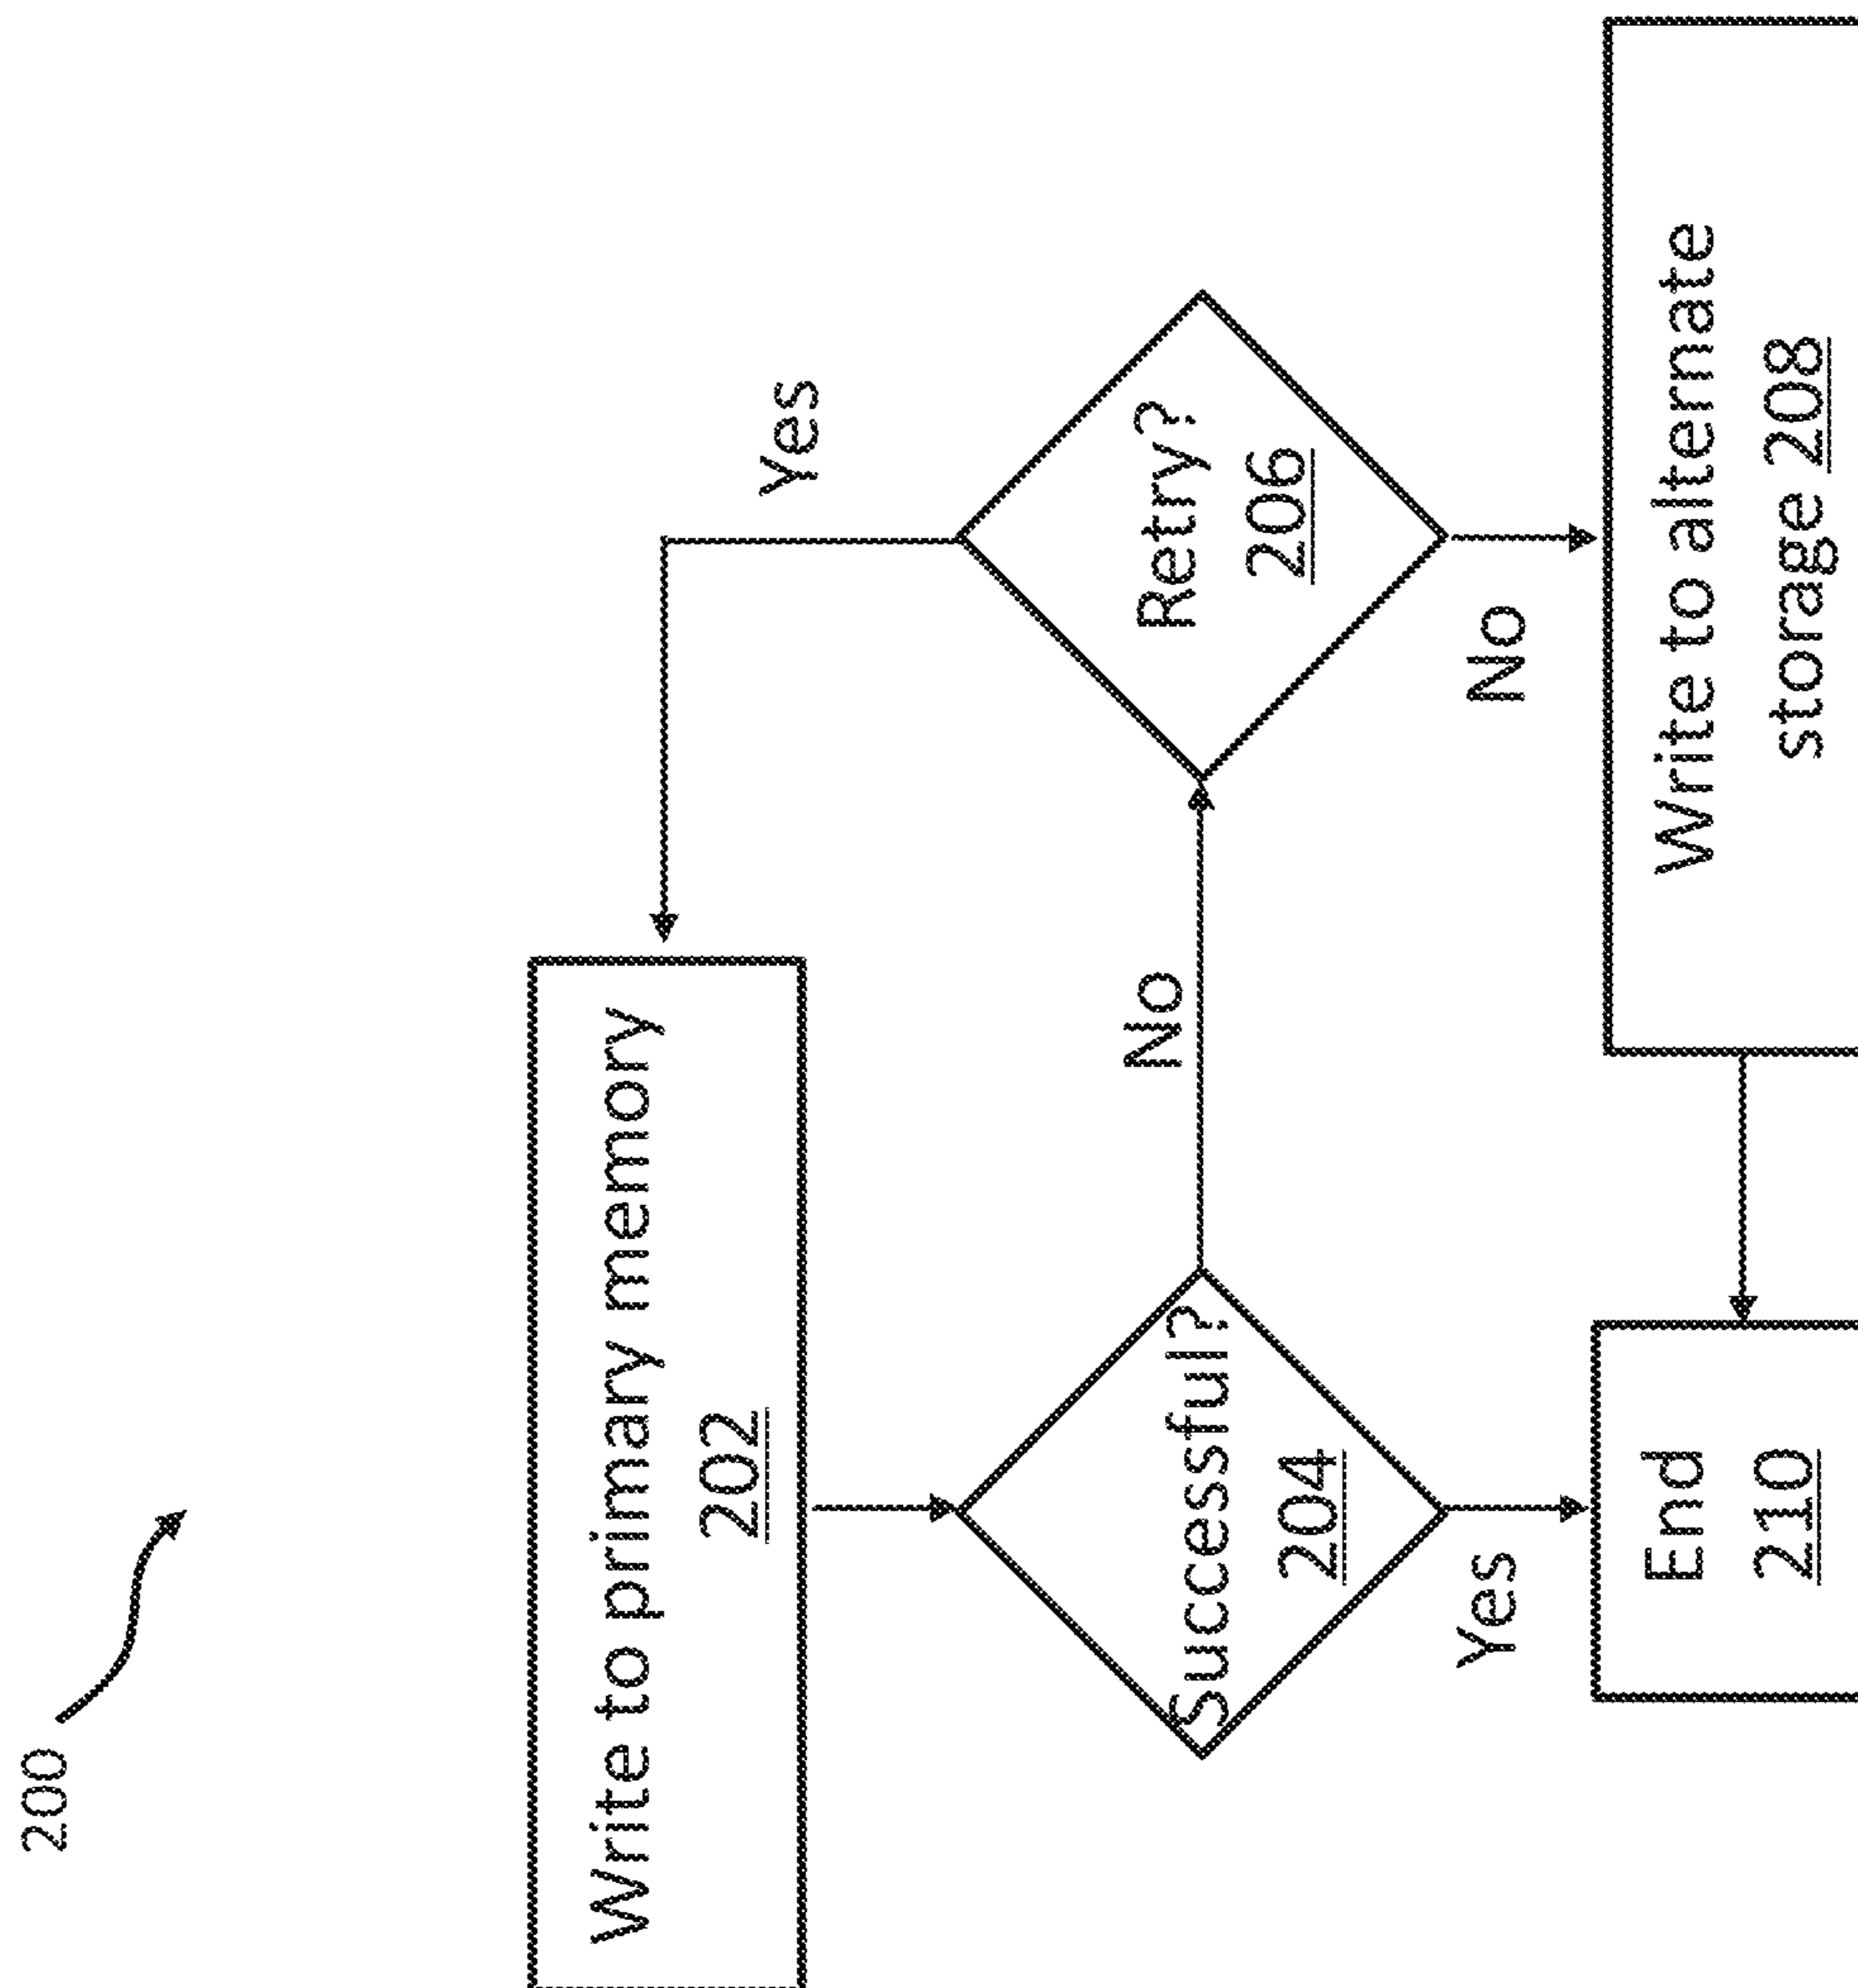 200
Write to primary memory
202
Yes
Successful?
204
No
Retry?
206
Yes
No
End
210
Write to alternate
storage 208